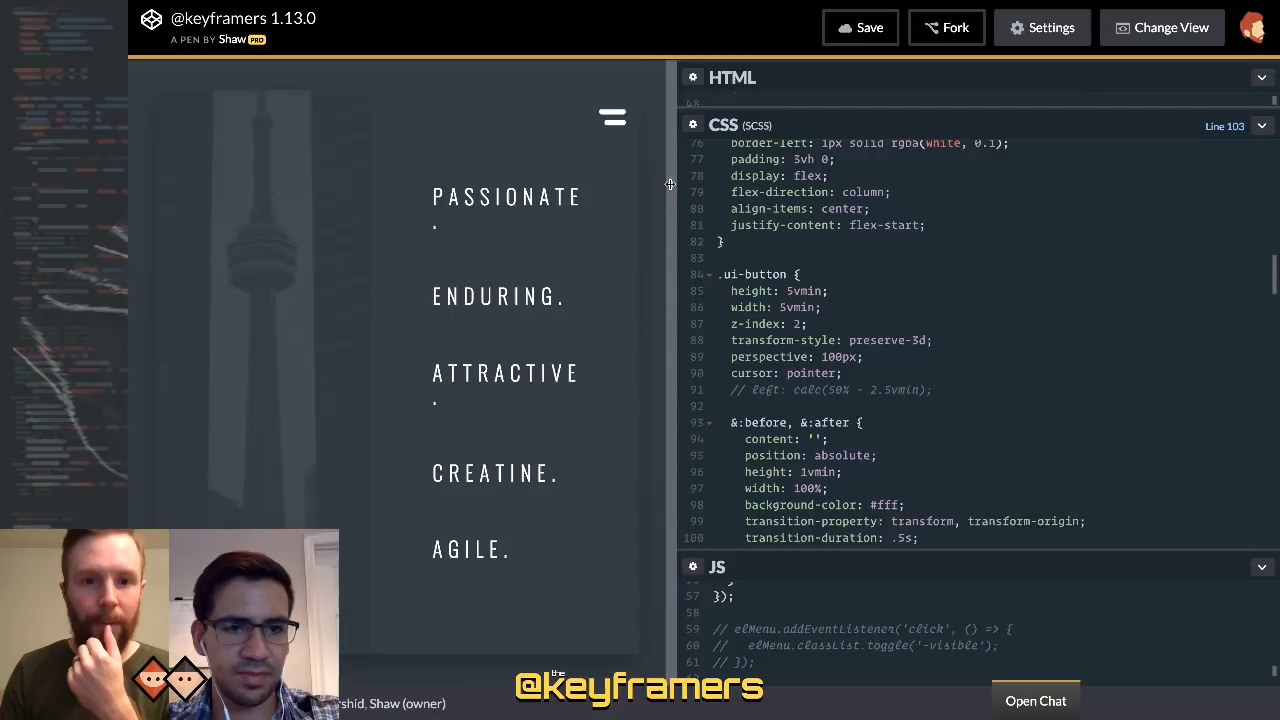 @keyframers 1.13.0
A PEN BY Shaw PRO
Save
Fork
Settings
Change View
PASSIONATE
.
ENDURING.
ATTRACTIVE
.
CREATINE.
AGILE.
HTML
48
CSS (SCSS)
Line 103
76 border-left: 1px solid rgba(white, 0.1);
77 padding: 3vh 0;
78 display: flex;
79 flex-direction: column;
80 align-items: center;
81 justify-content: flex-start;
82 }
83
84 .ui-button {
85 height: 5vmin;
86 width: 5vmin;
87 z-index: 2;
88 transform-style: preserve-3d;
89 perspective: 100px;
90 cursor: pointer;
91 // left: calc(50% - 2.5vmin);
92
93 &:before, &:after {
94 content: '';
95 position: absolute;
96 height: 1vmin;
97 width: 100%;
98 background-color: #fff;
99 transition-property: transform, transform-origin;
100 transition-duration: .5s;
JS
57 });
58
59 // elMenu.addEventListener('click', () => {
60 // elMenu.classList.toggle('-visible');
61 // });
the
@keyframers
rshid, Shaw (owner)
Open Chat